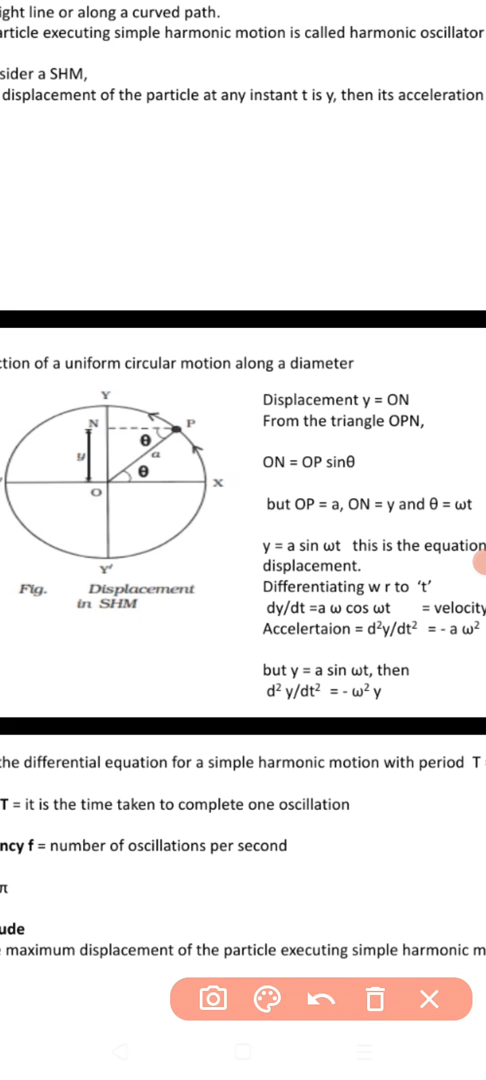 ight line or along a curved path.
article executing simple harmonic motion is called harmonic oscillator
sider a SHM,
displacement of the particle at any instant t is y, then its acceleration
ction of a uniform circular motion along a diameter
Y
N
P
θ
y
a
θ
X
O
Y'
Fig. Displacement
in SHM
Displacement y = ON
From the triangle OPN,
ON = OP sinθ
but OP = a, ON = y and θ = ωt
y = a sin ωt this is the equation
displacement.
Differentiating w r to ‘t’
dy/dt =a ω cos ωt = velocity
Accelertaion = d²y/dt² = - a ω²
but y = a sin ωt, then
d² y/dt² = - ω² y
the differential equation for a simple harmonic motion with period T
T = it is the time taken to complete one oscillation
ncy f = number of oscillations per second
π
ude
maximum displacement of the particle executing simple harmonic m